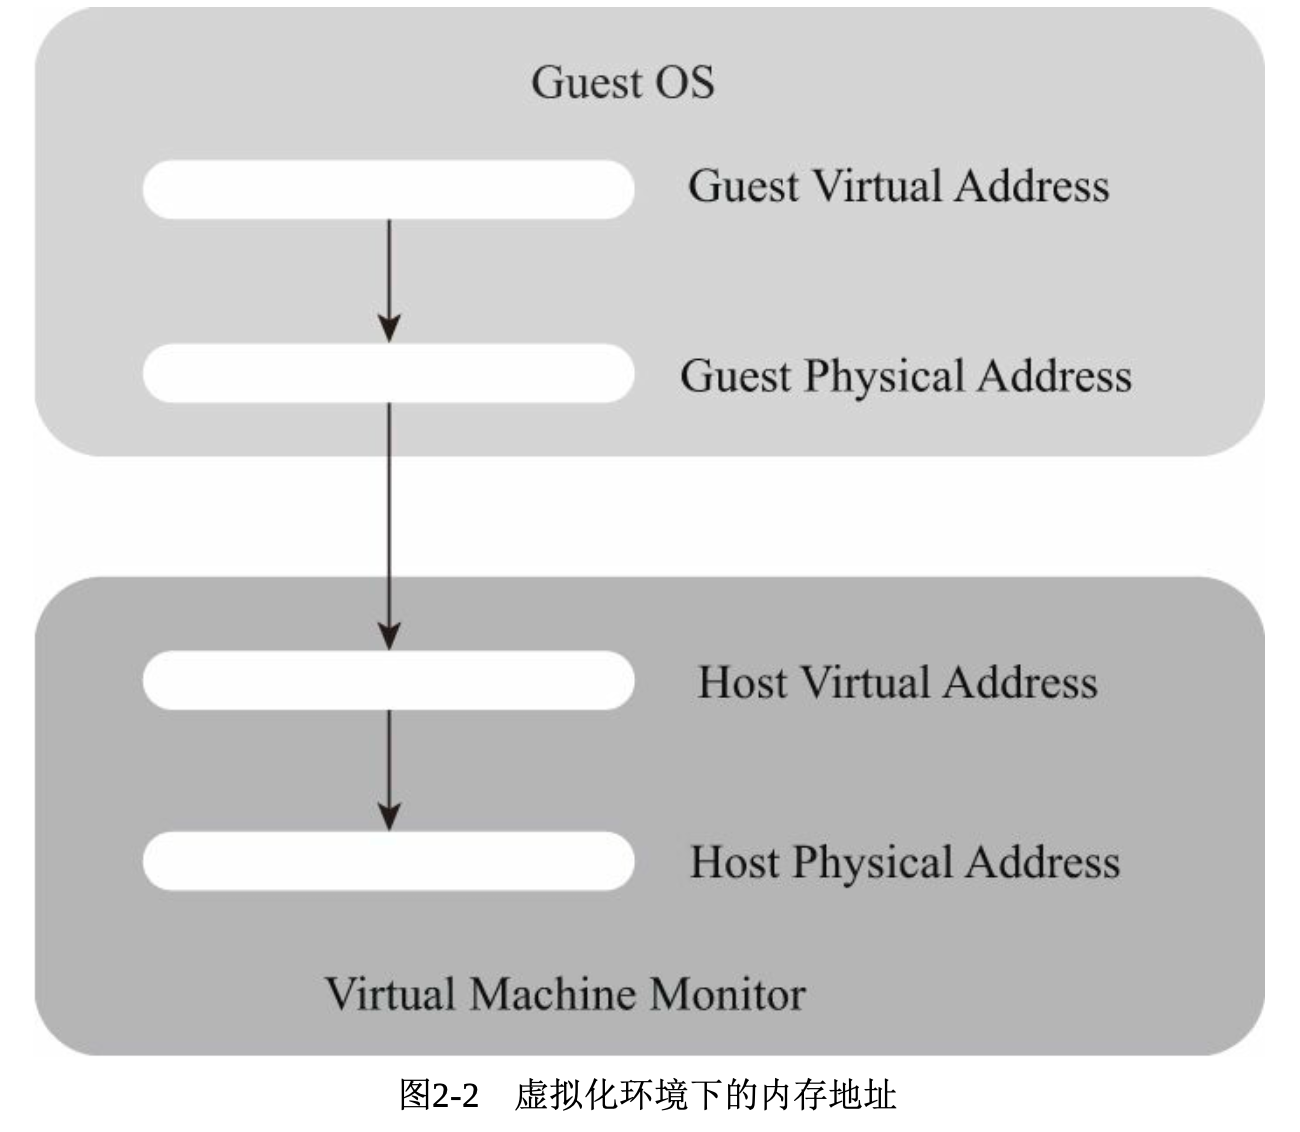 Guest OS
Guest Virtual Address
Guest Physical Address
Host Virtual Address
Host Physical Address
Virtual Machine Monitor
图2-2 虚拟化环境下的内存地址